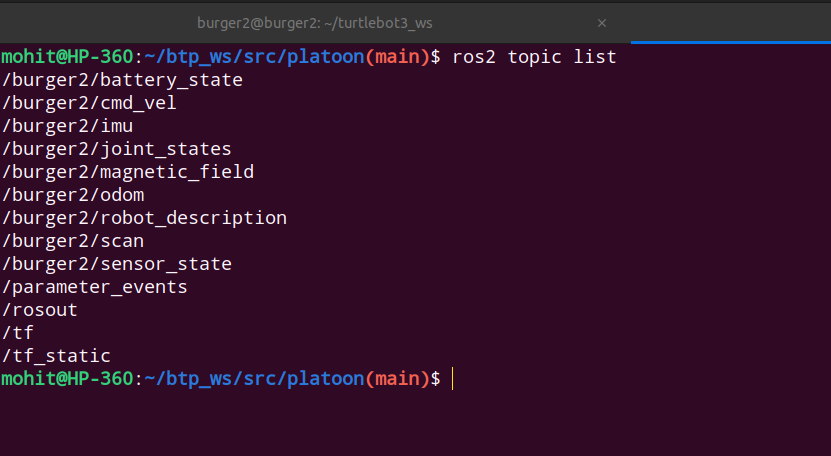 burger2@burger2: ~/turtlebot3_ws ×
mohit@HP-360:~/btp_ws/src/platoon(main)$ ros2 topic list
/burger2/battery_state
/burger2/cmd_vel
/burger2/imu
/burger2/joint_states
/burger2/magnetic_field
/burger2/odom
/burger2/robot_description
/burger2/scan
/burger2/sensor_state
/parameter_events
/rosout
/tf
/tf_static
mohit@HP-360:~/btp_ws/src/platoon(main)$